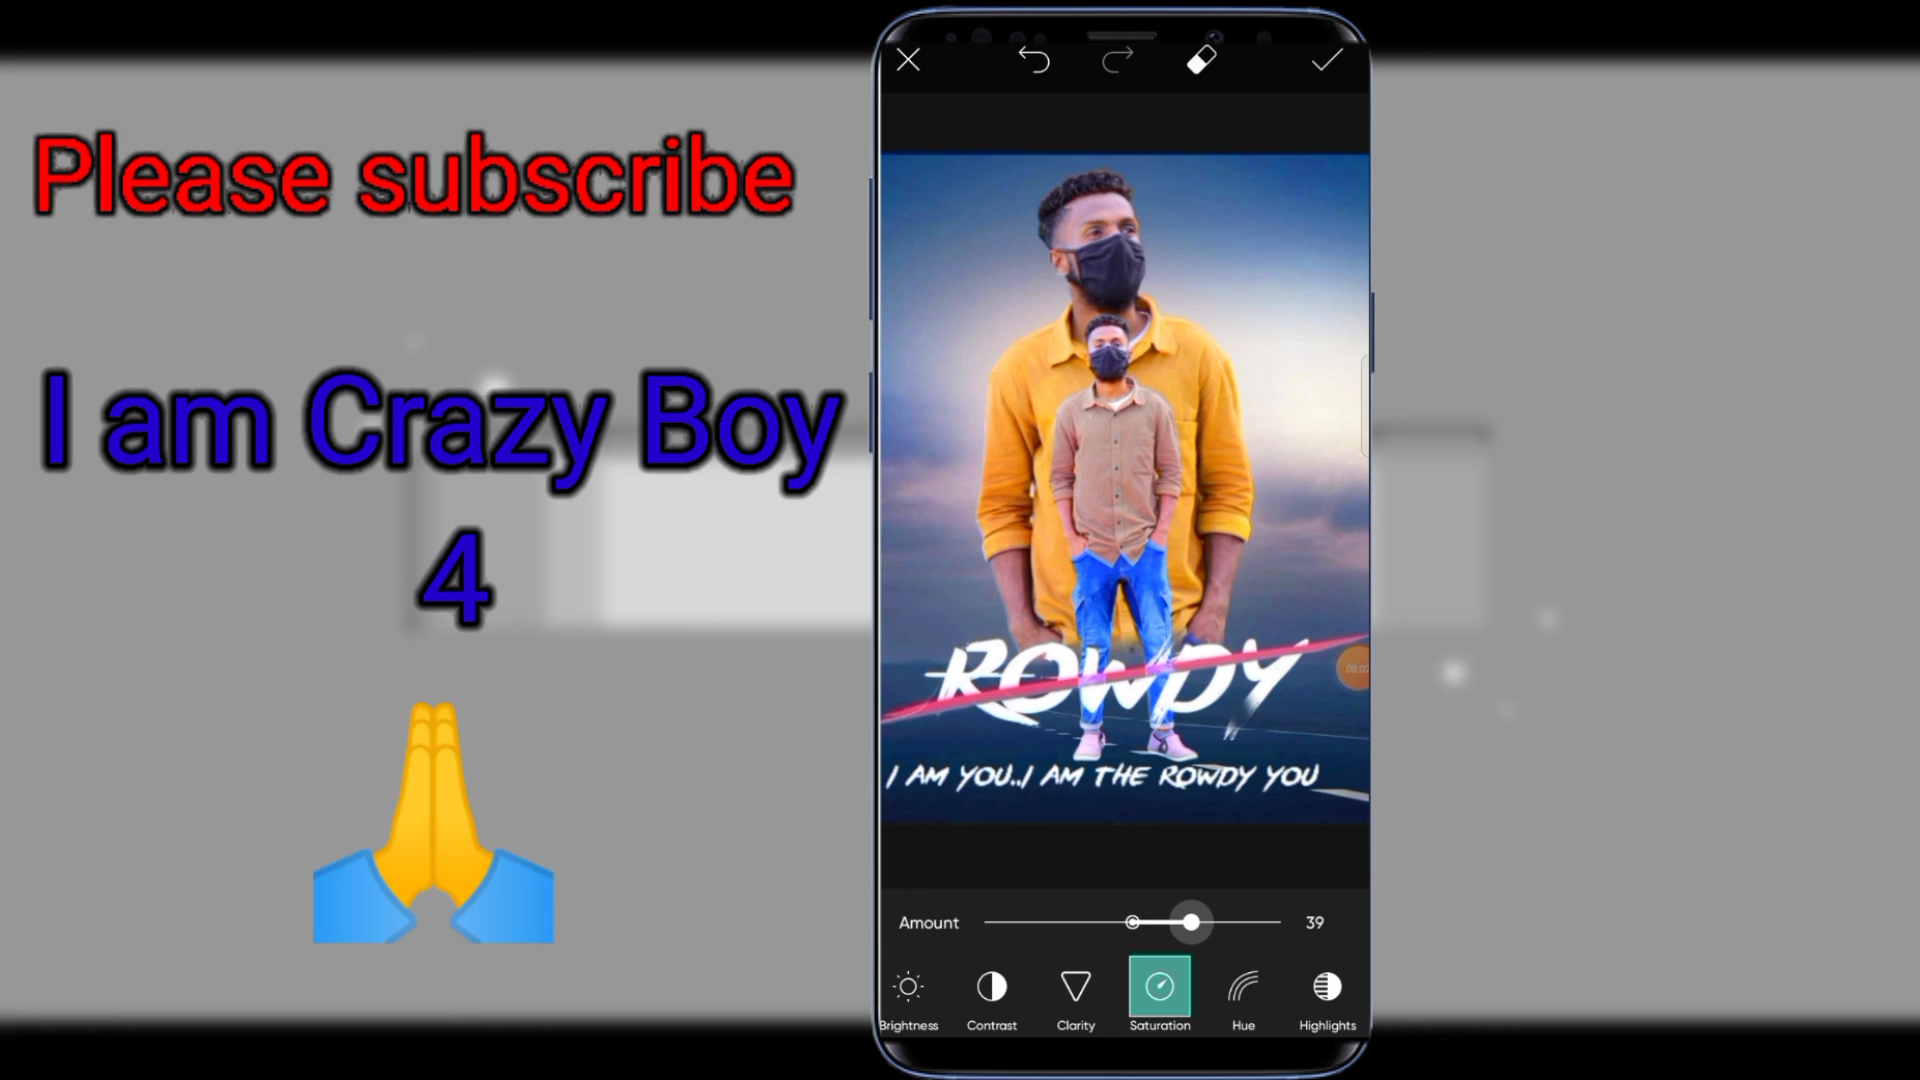 Please subscribe
I am Crazy Boy
4
ROWDY
I AM YOU..I AM THE ROWDY YOU
Amount
39
Brightness
Contrast
Clarity
Saturation
Hue
Highlights